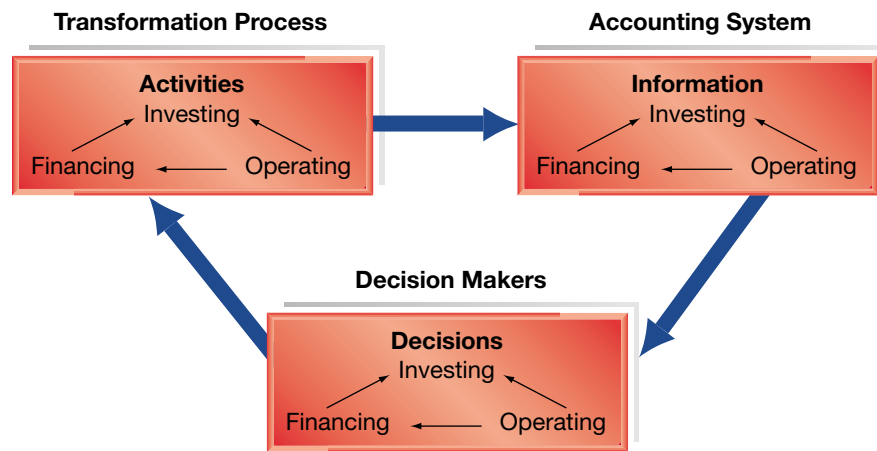 Transformation Process
Activities
Investing
Financing
Operating
Accounting System
Information
Investing
Financing
Operating
Decision Makers
Decisions
Investing
Financing
Operating